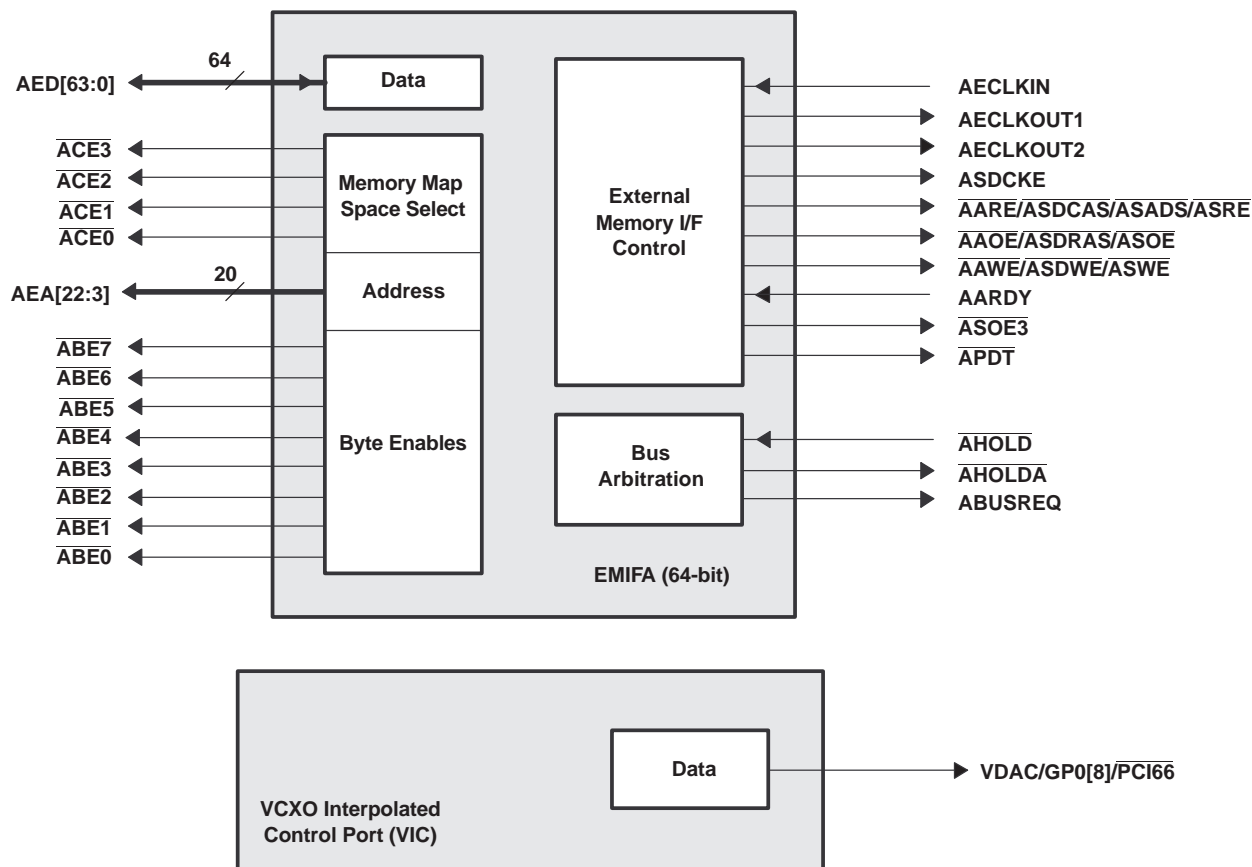 64
AED[63:0]
Data
ACE3
ACE2
ACE1
ACE0
Memory Map
Space Select
20
AEA[22:3]
Address
ABE7
ABE6
ABE5
ABE4
ABE3
ABE2
ABE1
ABE0
Byte Enables
External
Memory I/F
Control
AECLKIN
AECLKOUT1
AECLKOUT2
ASDCKE
AARE/ASDCAS/ASADS/ASRE
AAOE/ASDRAS/ASOE
AAWE/ASDWE/ASWE
AARDY
ASOE3
APDT
Bus
Arbitration
AHOLD
AHOLDA
ABUSREQ
EMIFA (64-bit)
Data
VDAC/GP0[8]/PCI66
VCXO Interpolated
Control Port (VIC)